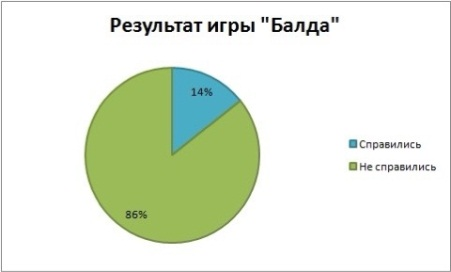 Результат игры "Балда"
14%
Справились
Не справились
86%